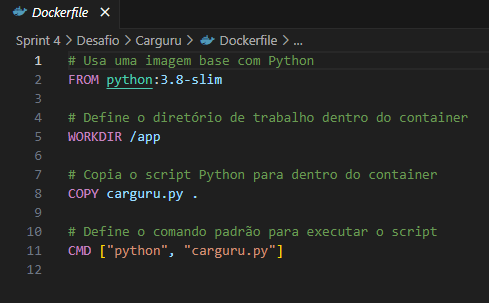 Dockerfile ×
Sprint 4 > Desafio > Carguru > Dockerfile > ...
1 # Usa uma imagem base com Python
2 FROM python:3.8-slim
3
4 # Define o diretório de trabalho dentro do container
5 WORKDIR /app
6
7 # Copia o script Python para dentro do container
8 COPY carguru.py .
9
10 # Define o comando padrão para executar o script
11 CMD ["python", "carguru.py"]
12